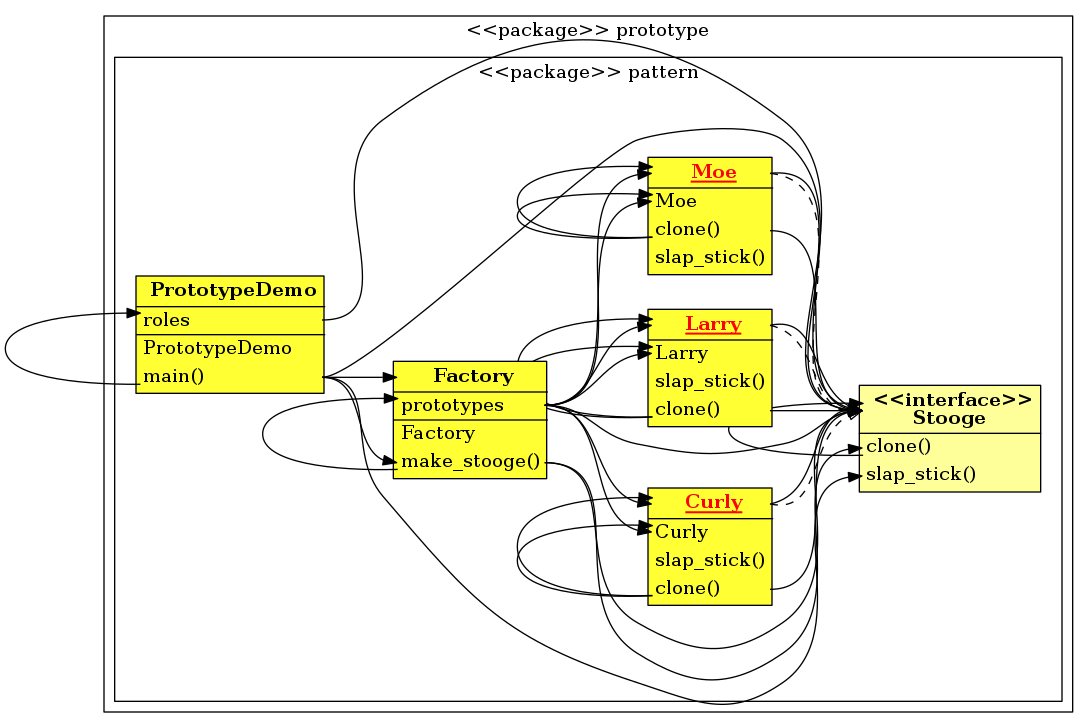 <<package>> prototype
<<package>> pattern
Moe
Moe
clone()
slap_stick()
PrototypeDemo
roles
PrototypeDemo
main()
Larry
Larry
slap_stick()
clone()
Factory
prototypes
Factory
make_stooge()
<<interface>>
Stooge
clone()
slap_stick()
Curly
Curly
slap_stick()
clone()